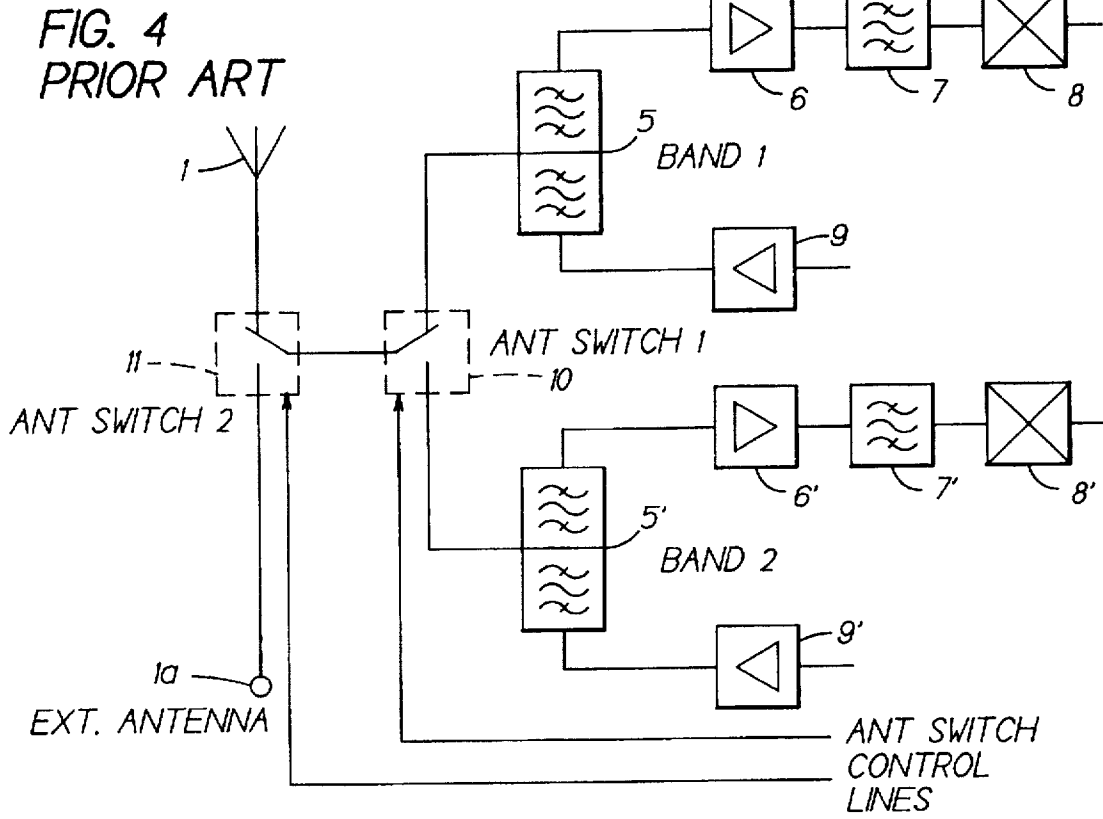 FIG. 4
PRIOR ART
6
7
8
5
BAND 1
1
9
11
ANT SWITCH 1
10
ANT SWITCH 2
6'
7'
8'
5'
BAND 2
9'
1a
EXT. ANTENNA
ANT SWITCH
CONTROL
LINES